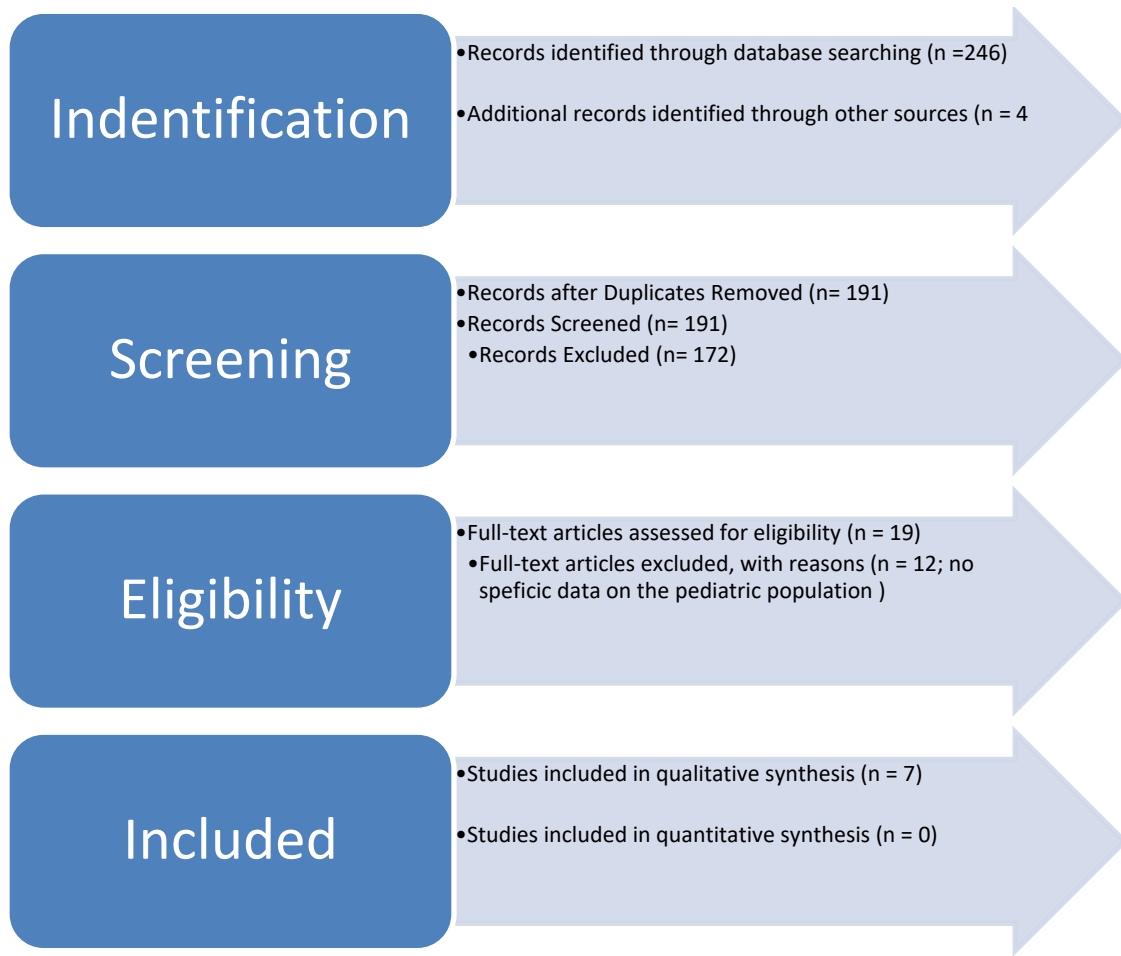 Indentification
•Records identified through database searching (n =246)
•Additional records identified through other sources (n = 4
Screening
•Records after Duplicates Removed (n= 191)
•Records Screened (n= 191)
•Records Excluded (n= 172)
Eligibility
•Full-text articles assessed for eligibility (n = 19)
•Full-text articles excluded, with reasons (n = 12; no
speficic data on the pediatric population )
Included
•Studies included in qualitative synthesis (n = 7)
•Studies included in quantitative synthesis (n = 0)